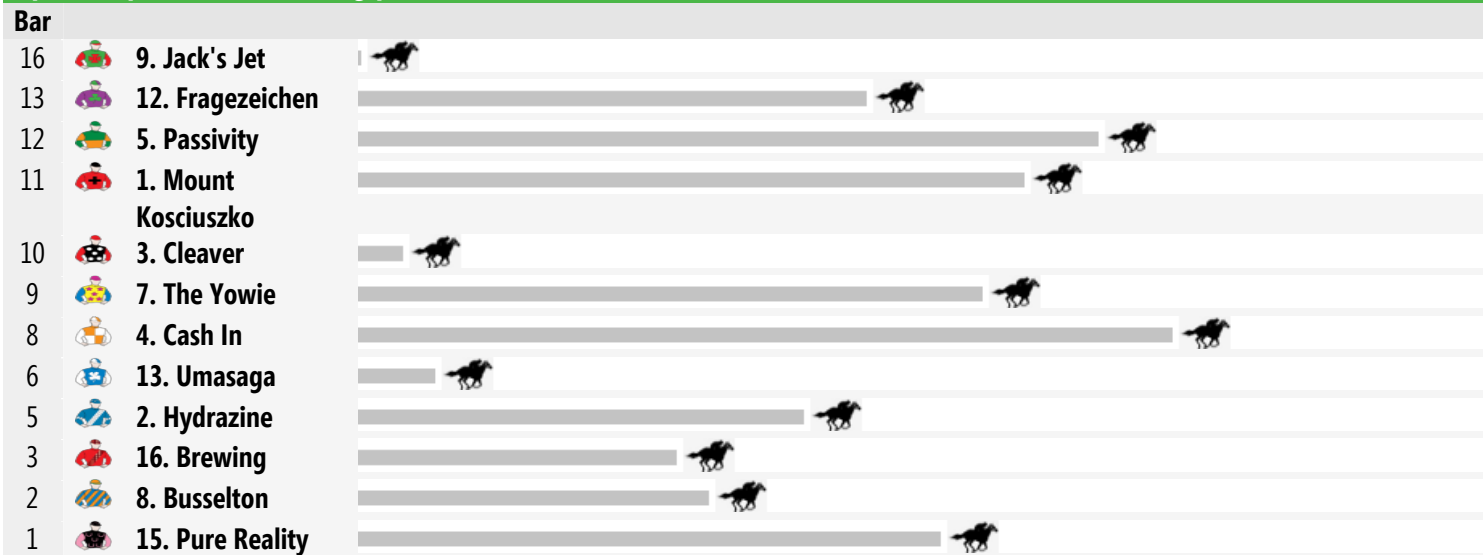 Bar
16 9. Jack's Jet
13 12. Fragezeichen
12 5. Passivity
11 1. Mount
Kosciuszko
10 3. Cleaver
9 7. The Yowie
8 4. Cash In
6 13. Umasaga
5 2. Hydrazine
3 16. Brewing
2 8. Busselton
1 15. Pure Reality